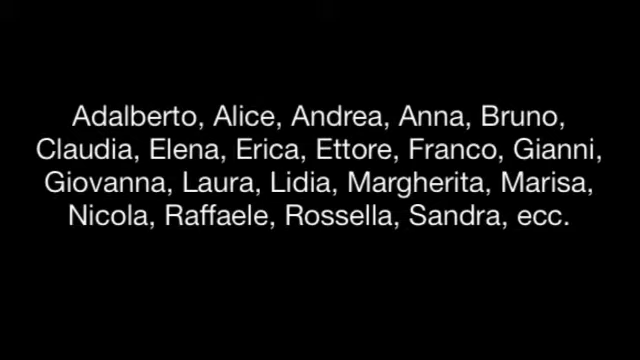 Adalberto, Alice, Andrea, Anna, Bruno,
Claudia, Elena, Erica, Ettore, Franco, Gianni,
Giovanna, Laura, Lidia, Margherita, Marisa,
Nicola, Raffaele, Rossella, Sandra, ecc.